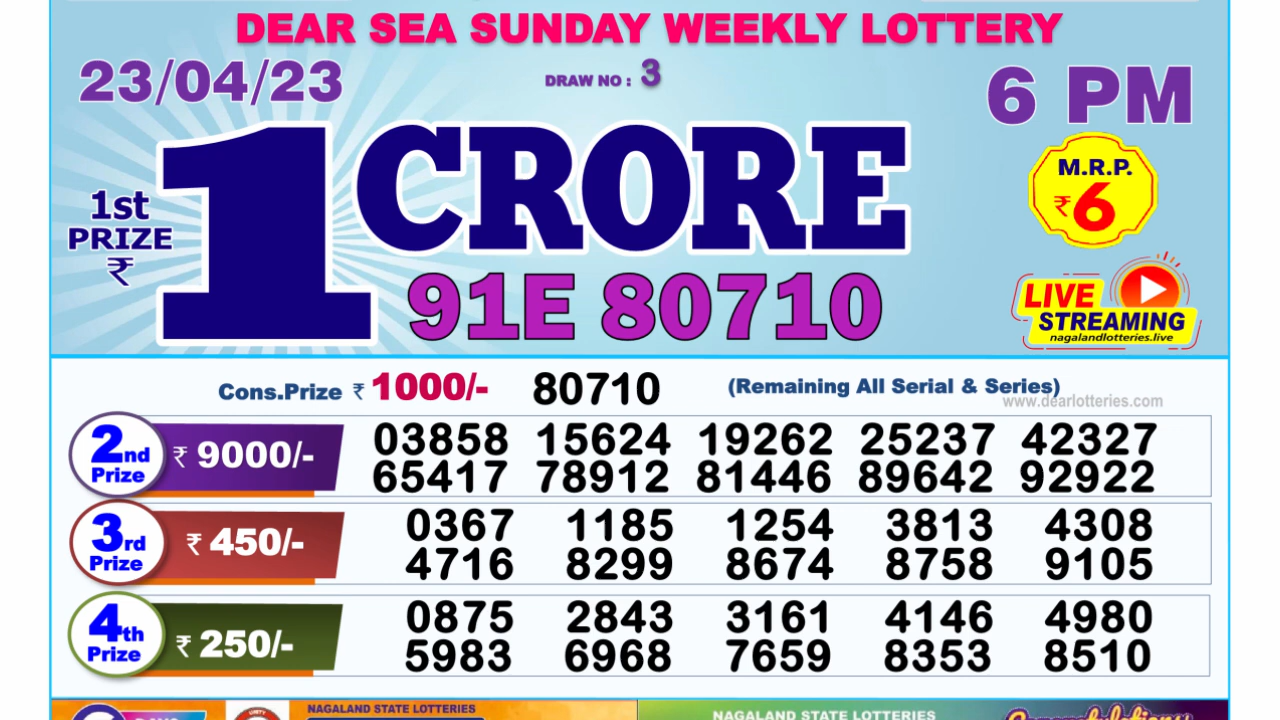 DEAR SEA SUNDAY WEEKLY LOTTERY
23/04/23
DRAW NO : 3
6 PM
1st
PRIZE
₹
1 CRORE
91E 80710
M.R.P.
₹6
LIVE
STREAMING
nagalandlotteries.live
Cons.Prize ₹ 1000/- 80710 (Remaining All Serial & Series)
www.dearlotteries.com
2nd Prize ₹ 9000/-
03858 15624 19262 25237 42327
65417 78912 81446 89642 92922
3rd Prize ₹ 450/-
0367 1185 1254 3813 4308
4716 8299 8674 8758 9105
4th Prize ₹ 250/-
0875 2843 3161 4146 4980
5983 6968 7659 8353 8510
NAGALAND STATE LOTTERIES
NAGALAND STATE LOTTERIES